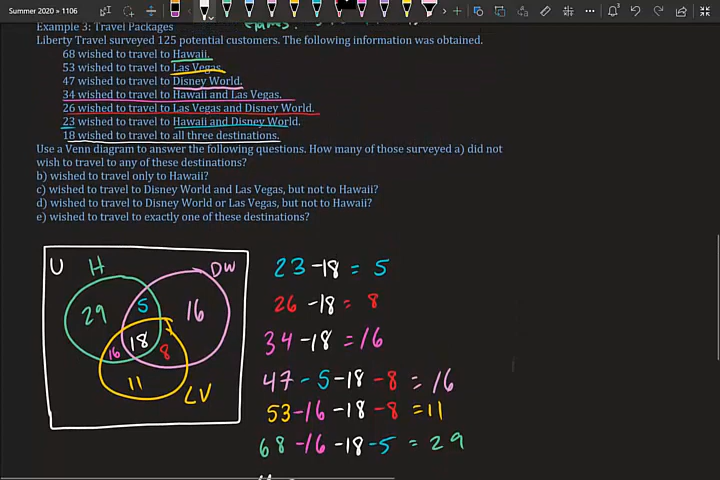 Summer 2020 » 1106
Example 3: Travel Packages
Liberty Travel surveyed 125 potential customers. The following information was obtained.
68 wished to travel to Hawaii.
53 wished to travel to Las Vegas.
47 wished to travel to Disney World.
34 wished to travel to Hawaii and Las Vegas.
26 wished to travel to Las Vegas and Disney World.
23 wished to travel to Hawaii and Disney World.
18 wished to travel to all three destinations.
Use a Venn diagram to answer the following questions. How many of those surveyed a) did not
wish to travel to any of these destinations?
b) wished to travel only to Hawaii?
c) wished to travel to Disney World and Las Vegas, but not to Hawaii?
d) wished to travel to Disney World or Las Vegas, but not to Hawaii?
e) wished to travel to exactly one of these destinations?
U H DW
29 5 16
16 18 8
11 LV
23 -18 = 5
26 -18 = 8
34 -18 = 16
47 -5 -18 -8 = 16
53 -16 -18 -8 = 11
68 -16 -18 -5 = 29